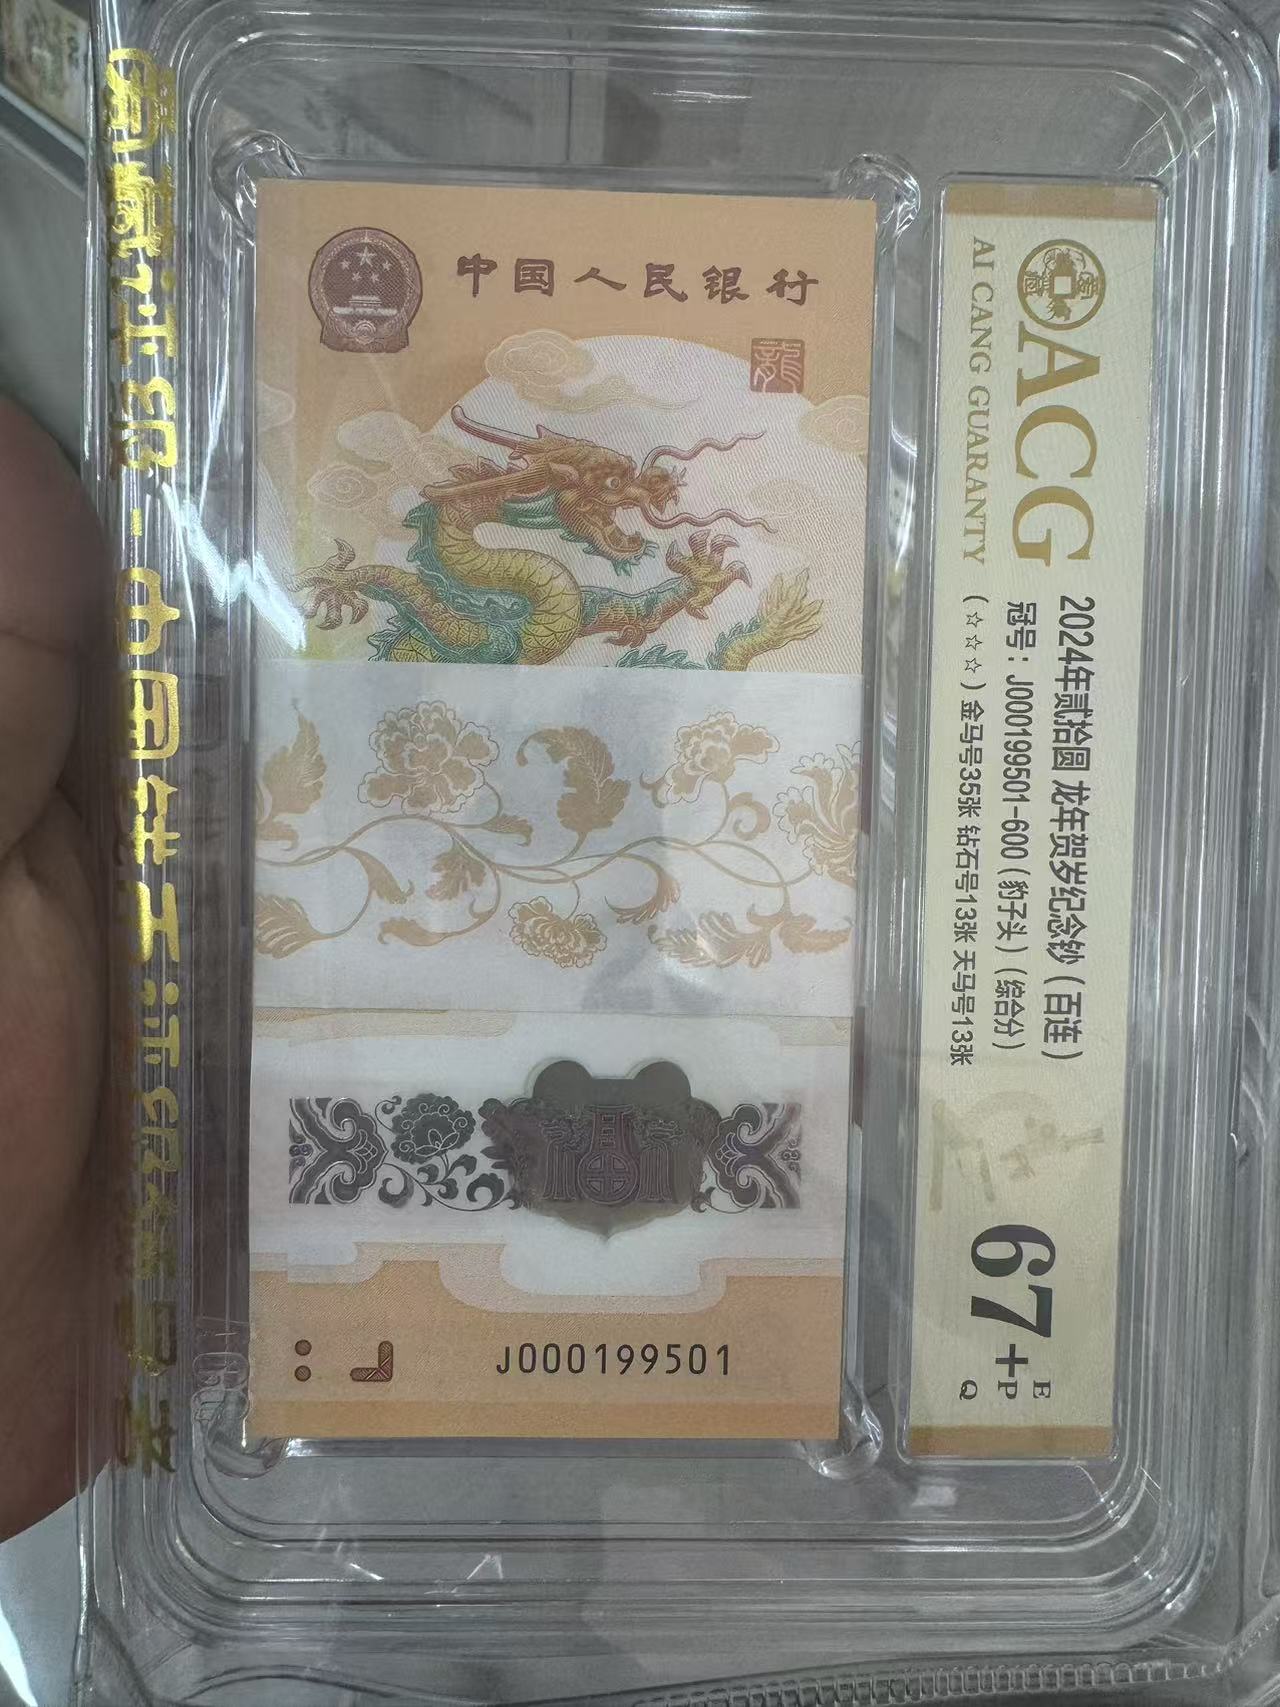 中国人民银行
龍
福
J000199501
ACG
AI CANG GUARANTY
2024年贰拾圆 龙年贺岁纪念钞（百连）
冠号：J000199501-600（豹子头）（综合分）
（☆☆☆）金马号35张 钻石号13张 天马号13张
67+
E
P
Q